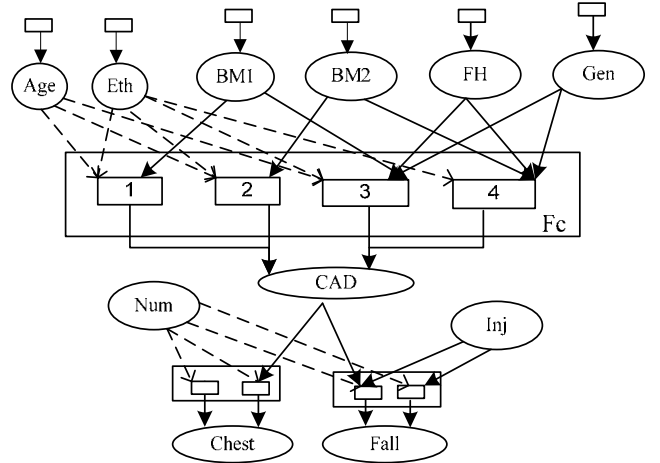 Age
Eth
BM1
BM2
FH
Gen
1
2
3
4
Fc
CAD
Num
Inj
Chest
Fall